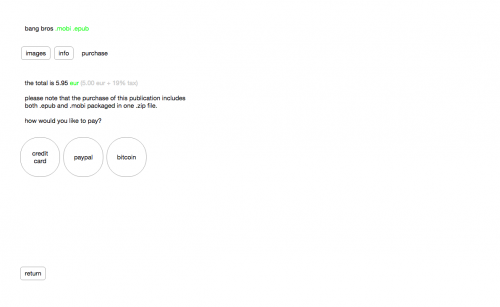 bang bros .mobi .epub
images info purchase
the total is 5.95 eur (5.00 eur + 19% tax)
please note that the purchase of this publication includes
both .epub and .mobi packaged in one .zip file.
how would you like to pay?
credit card paypal bitcoin
return